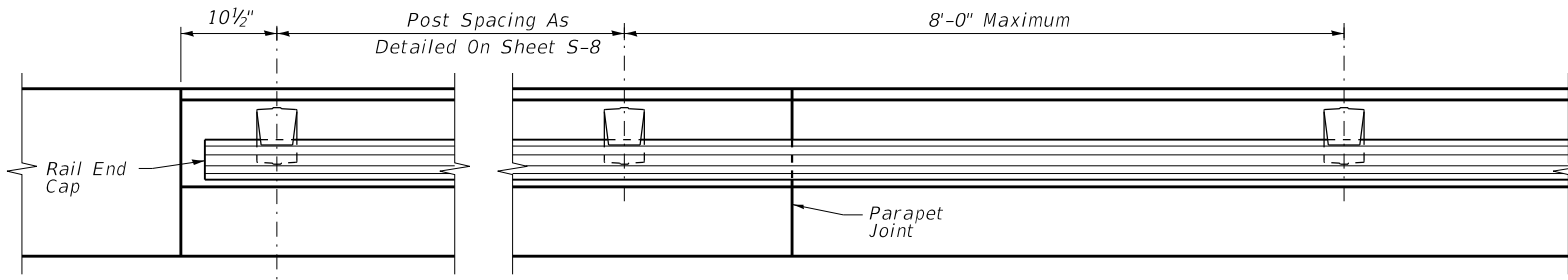 10½"
Post Spacing As
Detailed On Sheet S-8
8'-0" Maximum
Rail End
Cap
Parapet
Joint